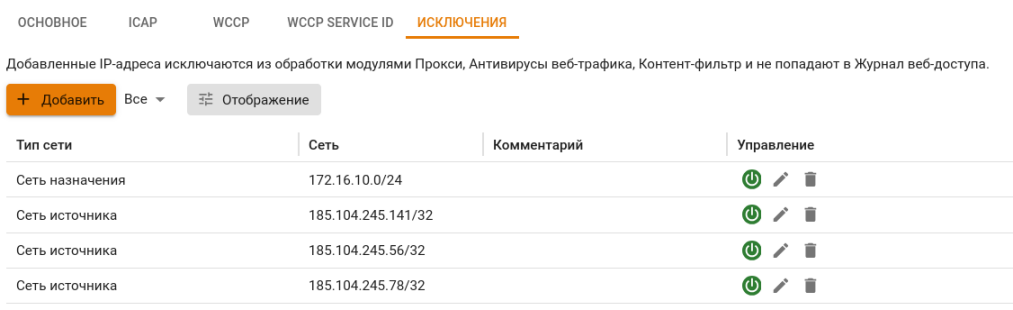 ОСНОВНОЕ ICAP WCCP WCCP SERVICE ID ИСКЛЮЧЕНИЯ
Добавленные IP-адреса исключаются из обработки модулями Прокси, Антивирусы веб-трафика, Контент-фильтр и не попадают в Журнал веб-доступа.
Добавить Все Отображение
Тип сети Сеть Комментарий Управление
Сеть назначения 172.16.10.0/24
Сеть источника 185.104.245.141/32
Сеть источника 185.104.245.56/32
Сеть источника 185.104.245.78/32